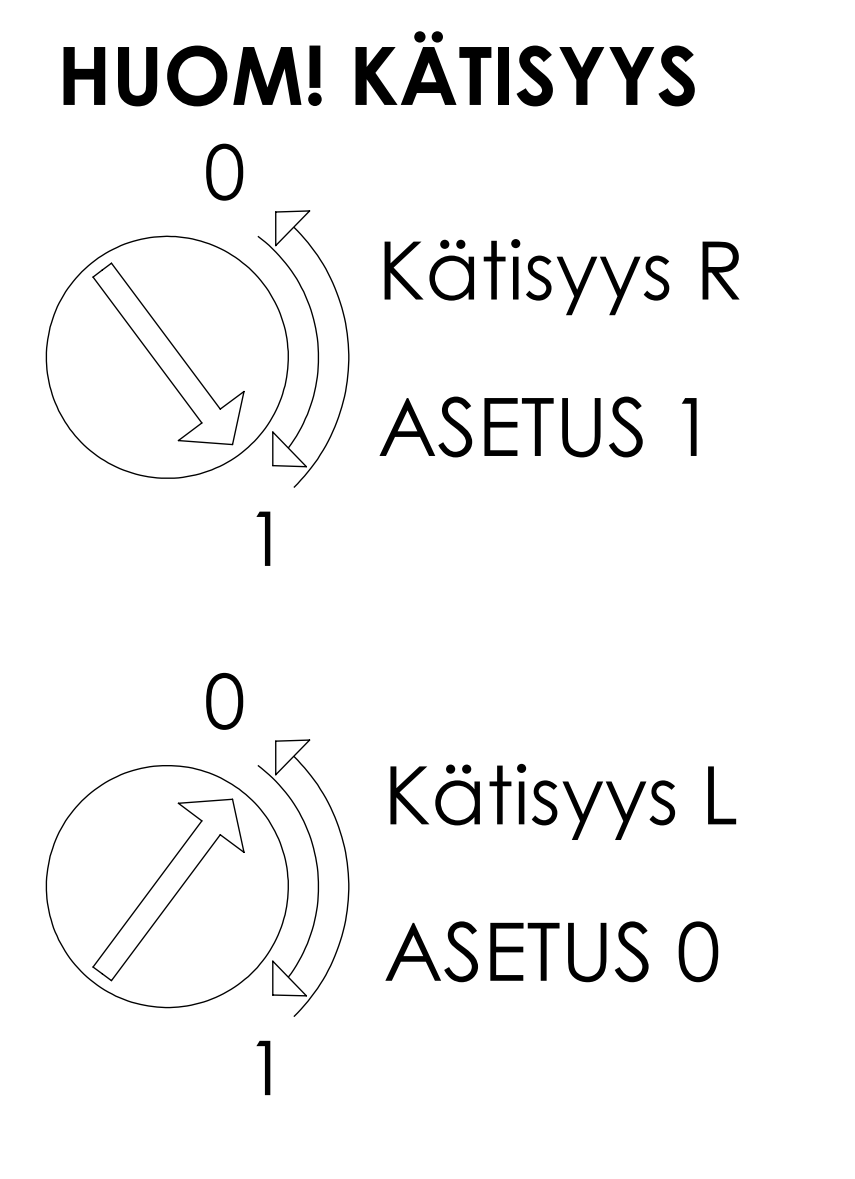 HUOM! KÄTISYYS
0
Kätisyys R
ASETUS 1
1
0
Kätisyys L
ASETUS 0
1